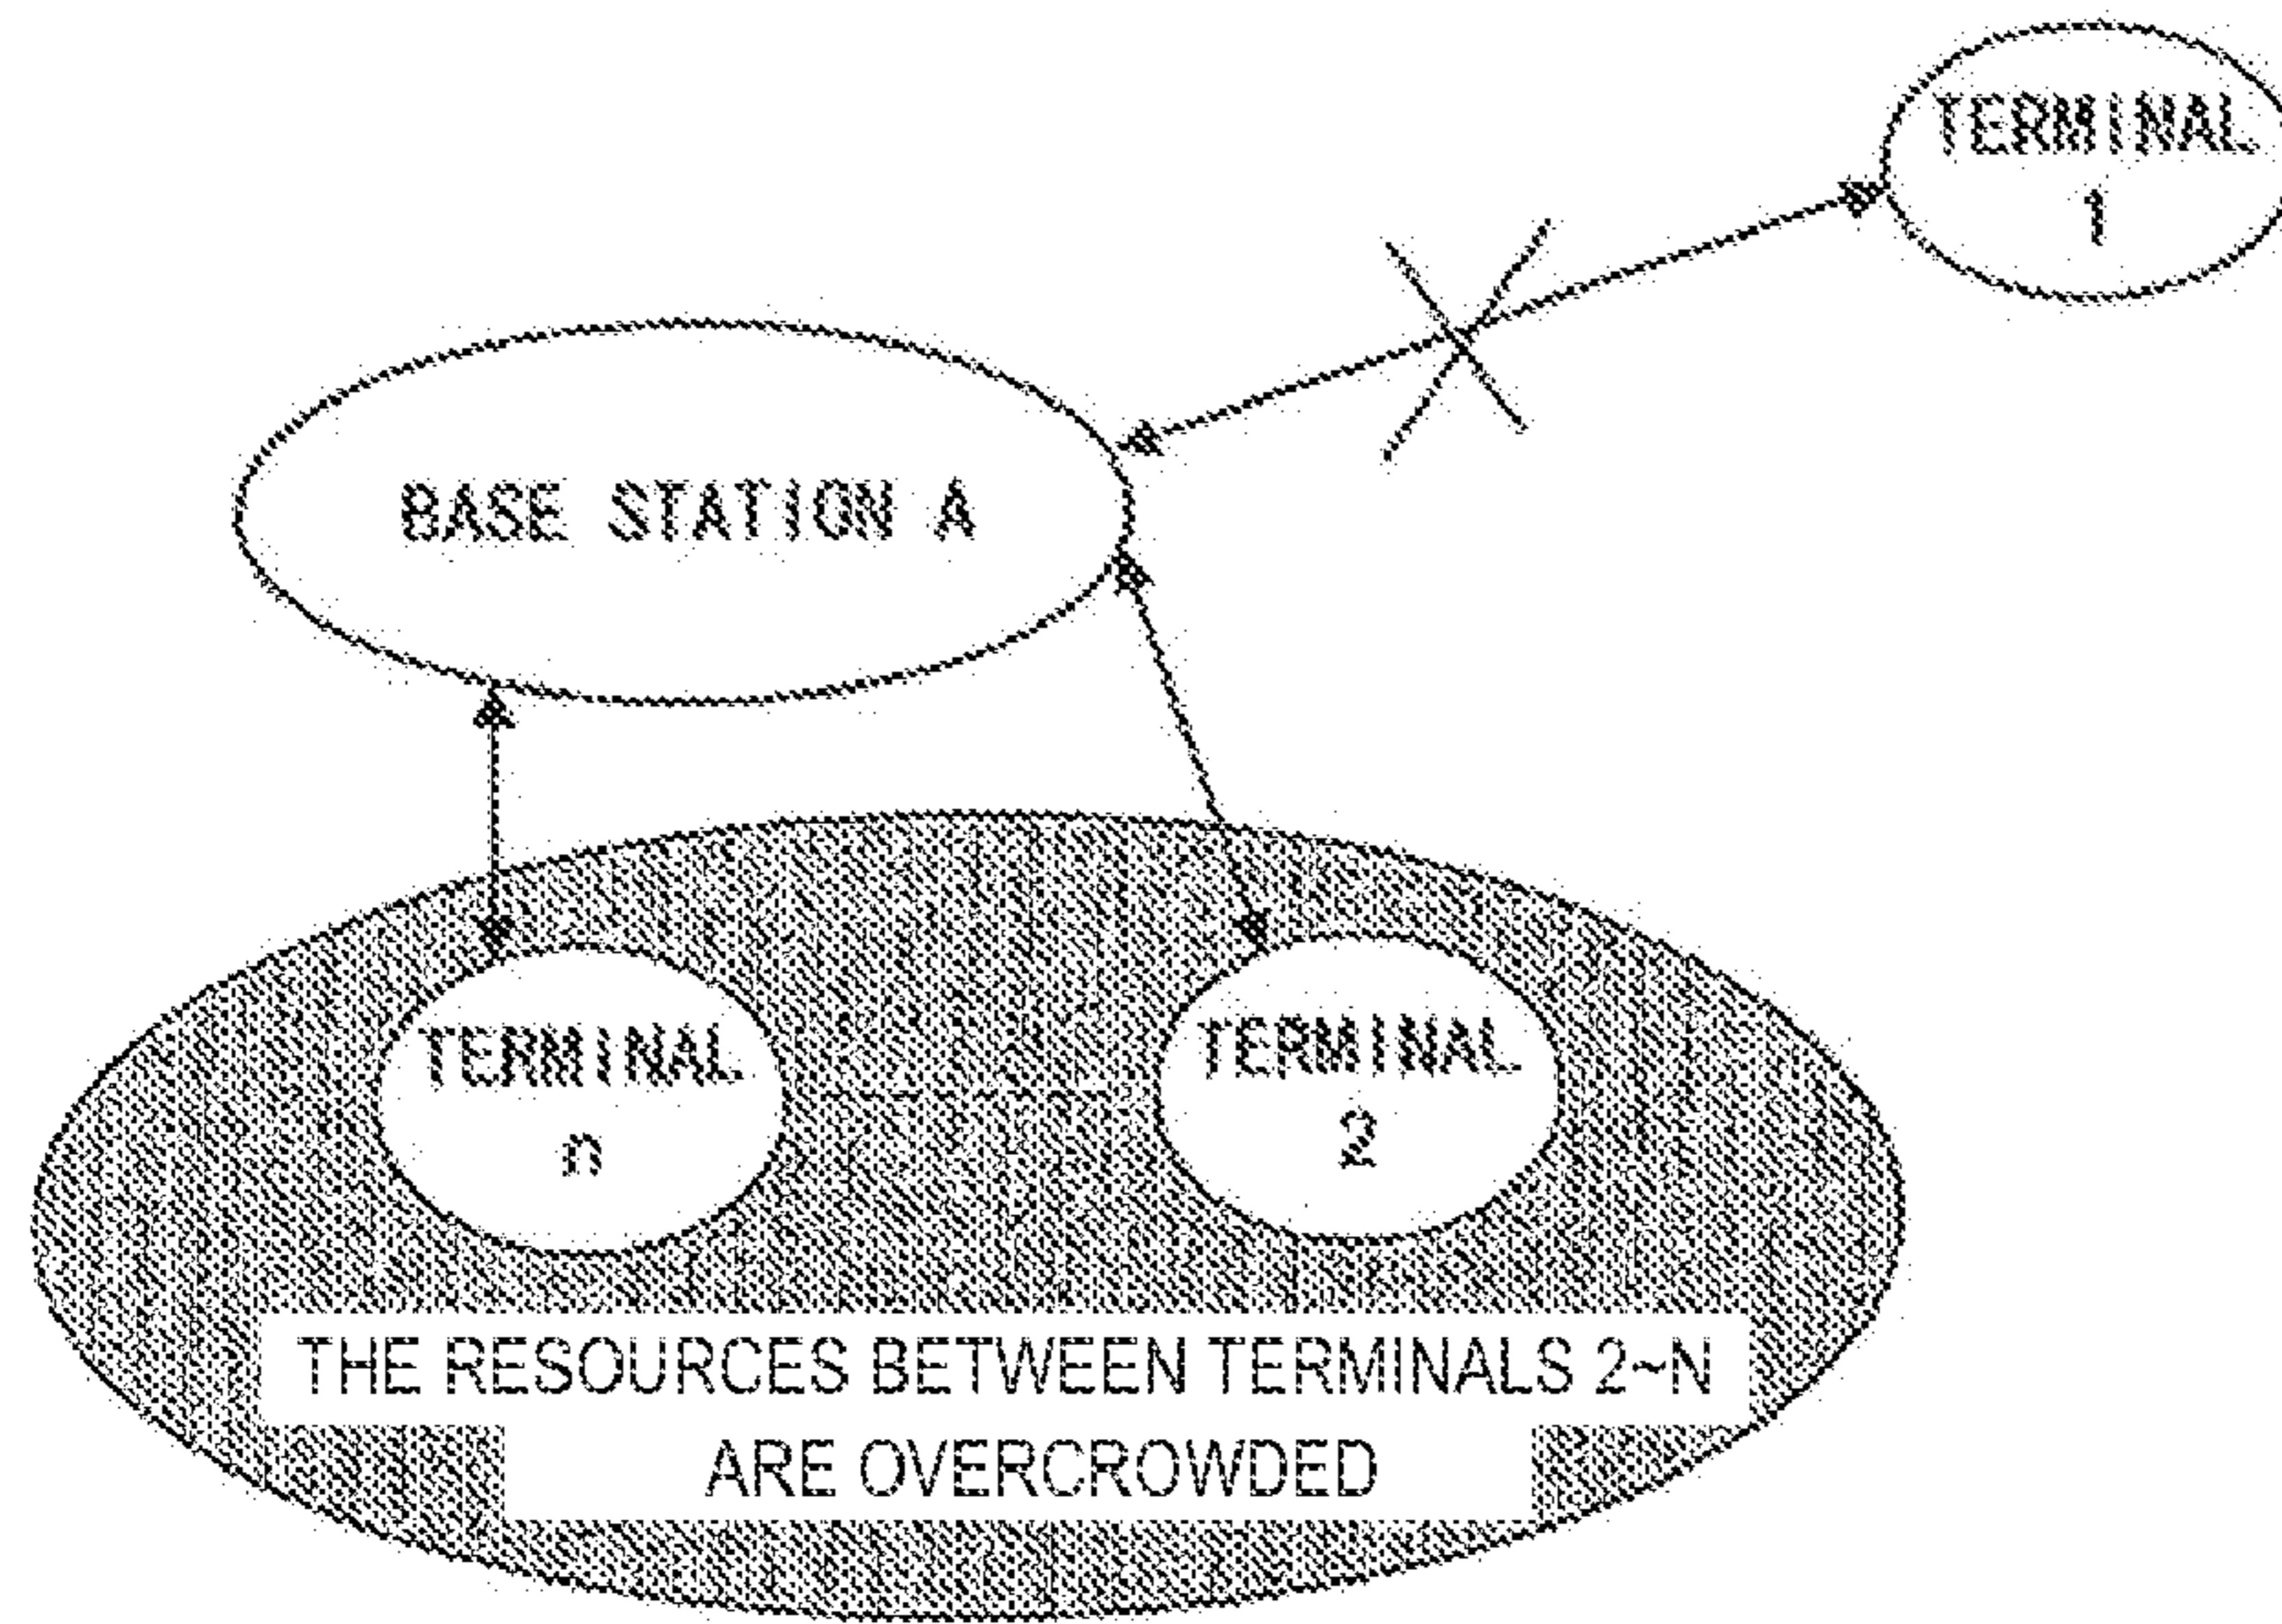 TERMINAL
1
BASE STATION A
TERMINAL
n
TERMINAL
2
THE RESOURCES BETWEEN TERMINALS 2~N
ARE OVERCROWDED